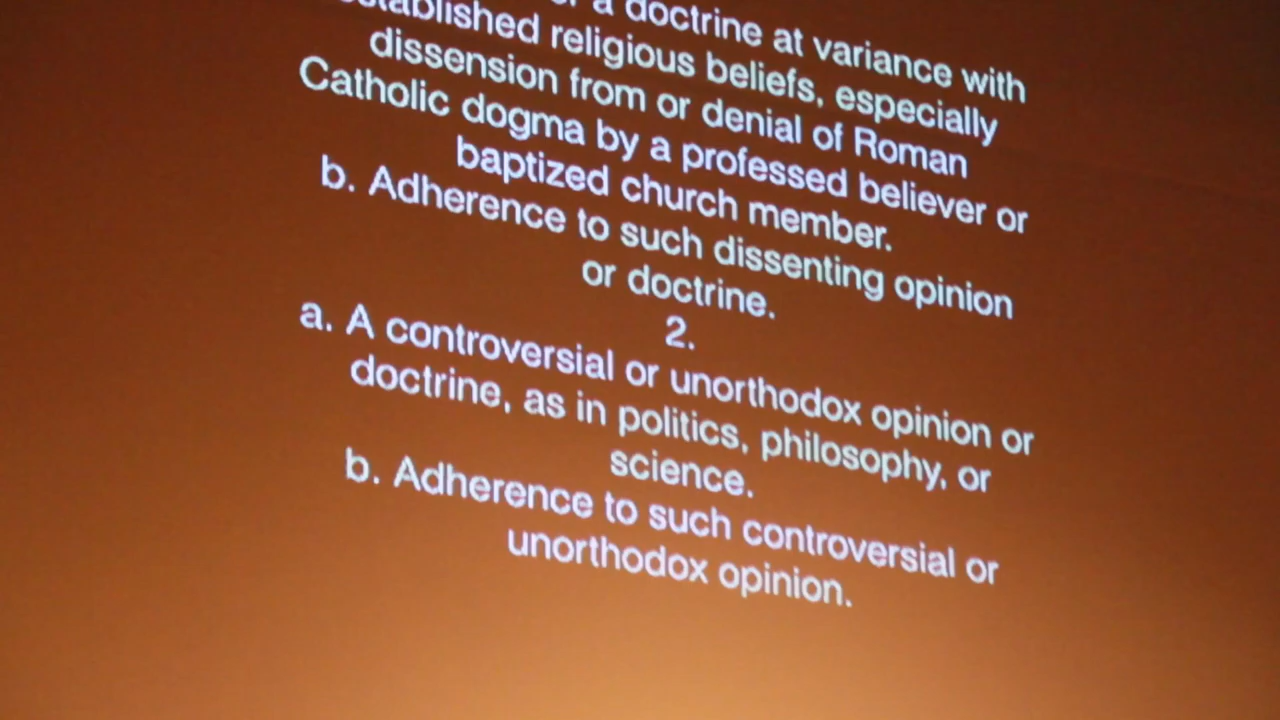 a doctrine at variance with
established religious beliefs, especially
dissension from or denial of Roman
Catholic dogma by a professed believer or
baptized church member.
b. Adherence to such dissenting opinion
or doctrine.
2.
a. A controversial or unorthodox opinion or
doctrine, as in politics, philosophy, or
science.
b. Adherence to such controversial or
unorthodox opinion.